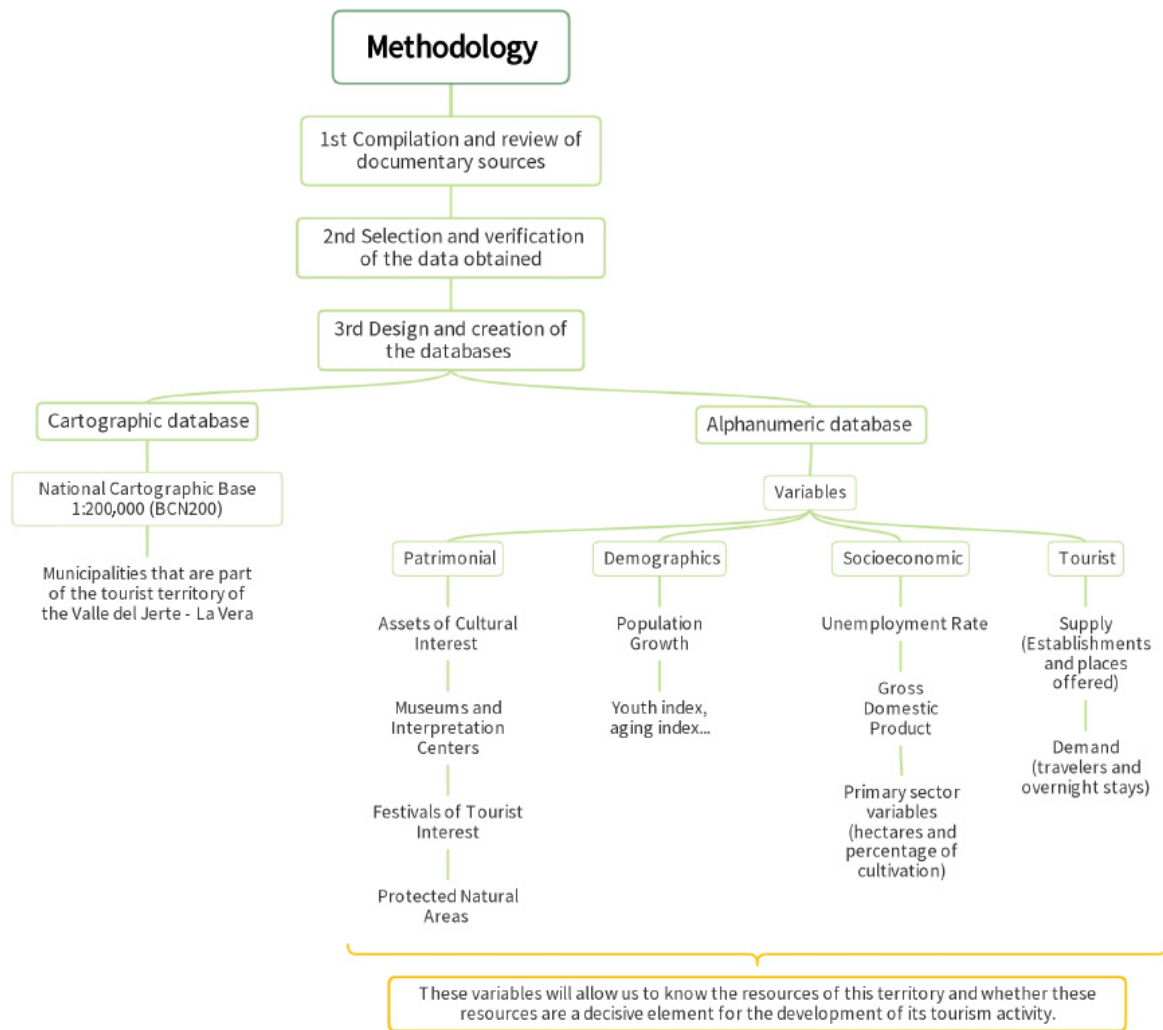 Methodology
1st Compilation and review of
documentary sources
2nd Selection and verification
of the data obtained
3rd Design and creation of
the databases
Cartographic database
National Cartographic Base
1:200,000 (BCN200)
Municipalities that are part
of the tourist territory of
the Valle del Jerte - La Vera
Alphanumeric database
Variables
Patrimonial
Assets of Cultural
Interest
Museums and
Interpretation
Centers
Festivals of Tourist
Interest
Protected Natural
Areas
Demographics
Population
Growth
Youth index,
aging index...
Socioeconomic
Unemployment Rate
Gross
Domestic
Product
Primary sector
variables
(hectares and
percentage of
cultivation)
Tourist
Supply
(Establishments
and places
offered)
Demand
(travelers and
overnight stays)
These variables will allow us to know the resources of this territory and whether these
resources are a decisive element for the development of its tourism activity.